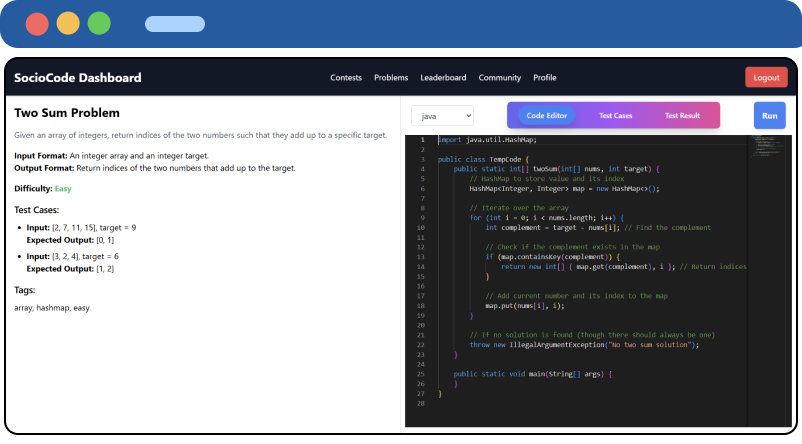 SocioCode Dashboard
Contests
Problems
Leaderboard
Community
Profile
Logout
Two Sum Problem
Given an array of integers, return indices of the two numbers such that they add up to a specific target.
Input Format: An integer array and an integer target.
Output Format: Return indices of the two numbers that add up to the target.
Difficulty: Easy
Test Cases:
Input: [2, 7, 11, 15], target = 9
Expected Output: [0, 1]
Input: [3, 2, 4], target = 6
Expected Output: [1, 2]
Tags:
array, hashmap, easy
java
Code Editor
Test Cases
Test Result
Run
1 import java.util.HashMap;
2
3 public class TempCode {
4 public static int[] twoSum(int[] nums, int target) {
5 // HashMap to store value and its index
6 HashMap<Integer, Integer> map = new HashMap<>();
7
8 // Iterate over the array
9 for (int i = 0; i < nums.length; i++) {
10 int complement = target - nums[i]; // Find the complement
11
12 // Check if the complement exists in the map
13 if (map.containsKey(complement)) {
14 return new int[] { map.get(complement), i }; // Return indices
15 }
16
17 // Add current number and its index to the map
18 map.put(nums[i], i);
19 }
20
21 // If no solution is found (though there should always be one)
22 throw new IllegalArgumentException("No two sum solution");
23 }
24
25 public static void main(String[] args) {
26 }
27 }
28